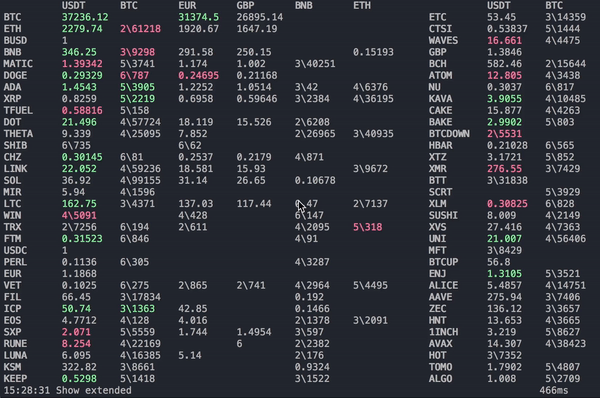 USDT BTC EUR GBP BNB ETH USDT BTC
BTC 37236.12 31374.5 26895.14 ETC 53.45 3\14359
ETH 2279.74 2\61218 1920.67 1647.19 CTSI 0.53837 5\1444
BUSD 1 WAVES 16.661 4\4475
BNB 346.25 3\9298 291.58 250.15 0.15193 GBP 1.3846
MATIC 1.39342 5\3741 1.174 1.002 3\40251 BCH 582.46 2\15644
DOGE 0.29329 6\787 0.24695 0.21168 ATOM 12.805 4\3438
ADA 1.4543 5\3905 1.2252 1.0514 3\42 4\6376 NU 0.3037 6\817
XRP 0.8259 5\2219 0.6958 0.59646 3\2384 4\36195 KAVA 3.9055 4\10485
TFUEL 0.58816 5\158 CAKE 15.877 4\4263
DOT 21.496 4\57724 18.119 15.526 2\6208 BAKE 2.9902 5\803
THETA 9.339 4\25095 7.852 2\26965 3\40935 BTCDOWN 2\5531
SHIB 6\735 6\62 HBAR 0.21028 6\565
CHZ 0.30145 6\81 0.2537 0.2179 4\871 XTZ 3.1721 5\852
LINK 22.052 4\59236 18.581 15.93 3\9672 XMR 276.55 3\7429
SOL 36.92 4\99155 31.14 26.65 0.10678 BTT 3\31838
MIR 5.94 4\1596 SCRT 5\3929
LTC 162.75 3\4371 137.03 117.44 47 2\7137 XLM 0.30825 6\828
WIN 4\5091 4\428 6\147 SUSHI 8.009 4\2149
TRX 2\7126 6\194 2\611 4\2095 5\318 XVS 27.416 4\7363
FTM 0.31523 6\846 4\91 UNI 21.007 4\56406
USDC 1 MFT 3\8429
PERL 0.1136 6\305 4\3287 BTCUP 56.8
EUR 1.1868 ENJ 1.3105 5\3521
VET 0.1025 6\275 2\865 2\741 4\2964 5\4495 ALICE 5.4857 4\14751
FIL 66.45 3\17834 0.192 AAVE 275.94 3\7406
ICP 50.74 3\1363 42.85 0.1466 ZEC 136.12 3\3657
EOS 4.7712 4\128 4.016 2\1378 3\2091 HNT 13.653 4\3665
SXP 2.071 5\5559 1.744 1.4954 3\597 1INCH 3.219 5\8627
RUNE 8.254 4\22169 6 2\2382 AVAX 14.307 4\38423
LUNA 6.095 4\16385 5.14 2\176 HOT 3\7352
KSM 322.82 3\8661 0.9324 TOMO 1.7902 5\4807
KEEP 0.5298 5\1418 3\1522 ALGO 1.008 5\2709
15:28:31 Show extended 466ms